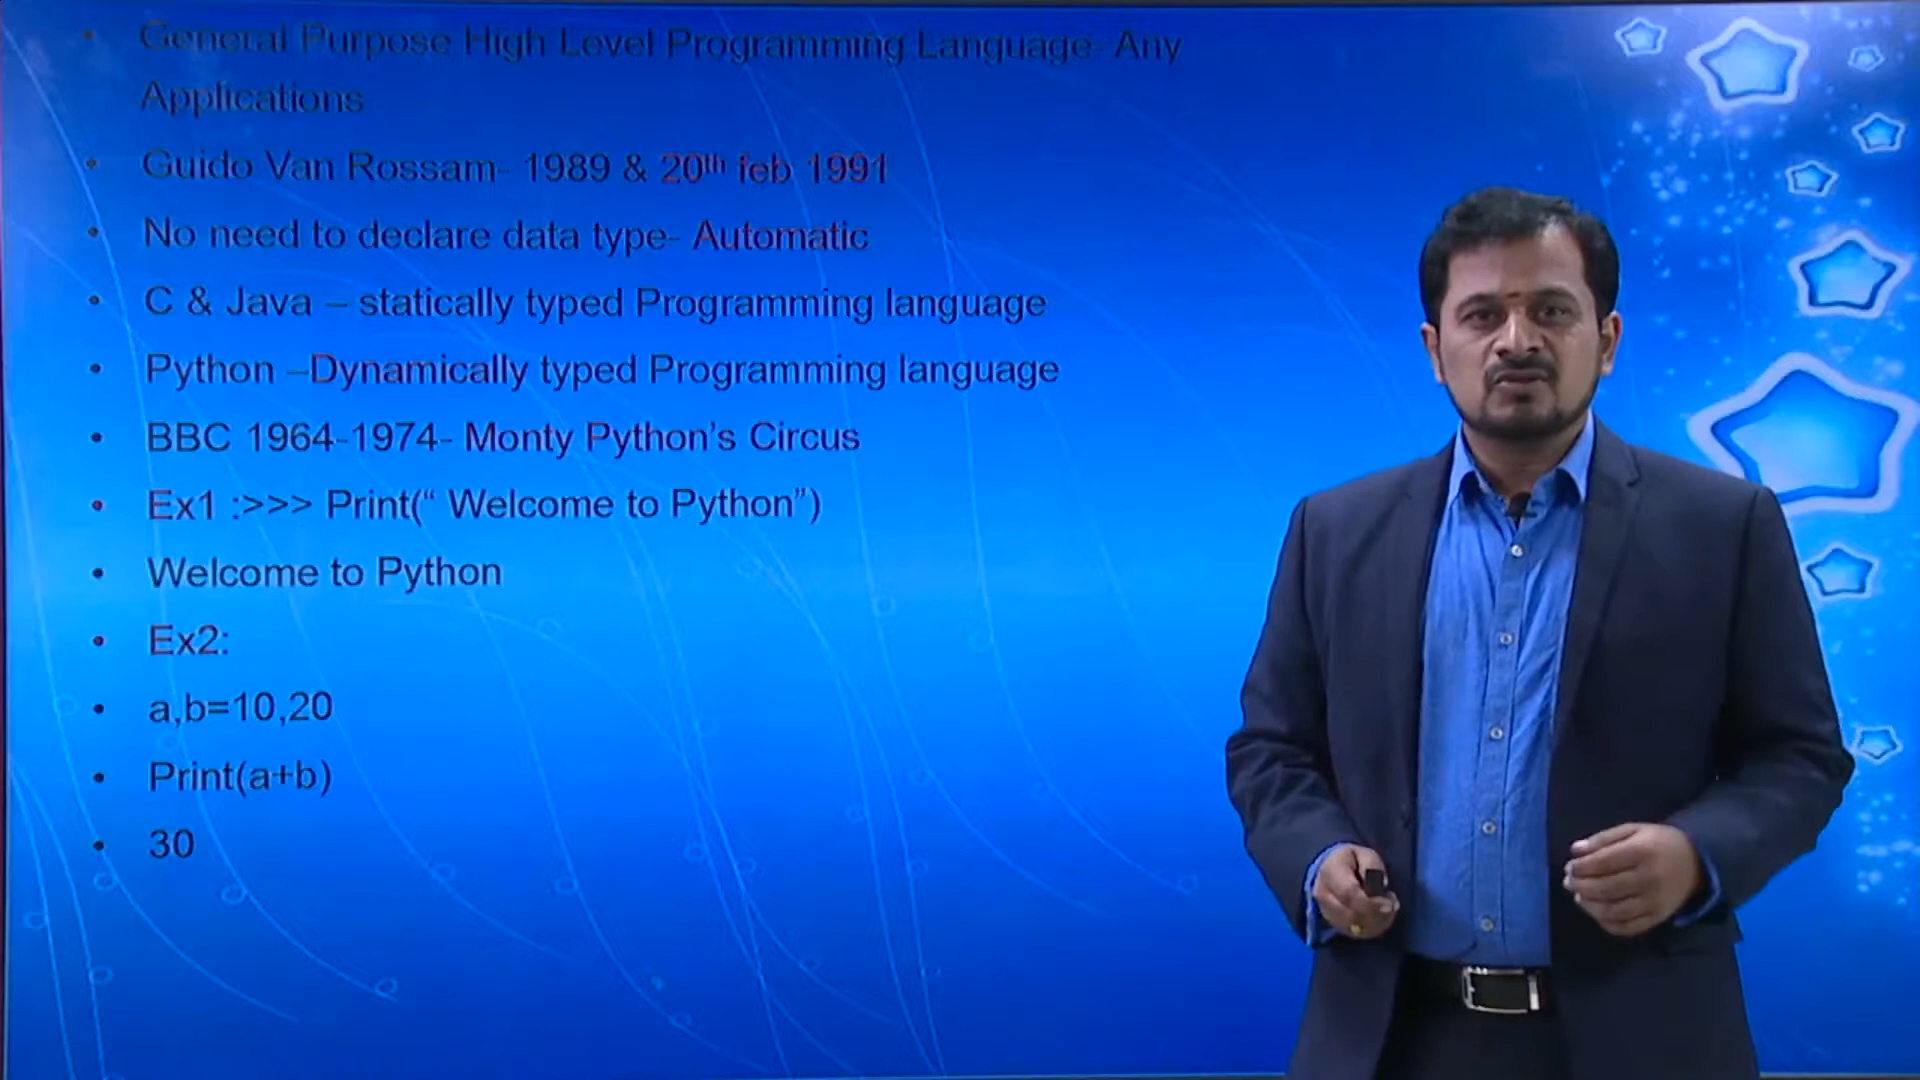 • General Purpose High Level Programming Language-Any
Applications
• Guido Van Rossam- 1989 & 20th feb 1991
• No need to declare data type- Automatic
• C & Java – statically typed Programming language
• Python –Dynamically typed Programming language
• BBC 1964-1974- Monty Python’s Circus
• Ex1 :>>> Print(“ Welcome to Python”)
• Welcome to Python
• Ex2:
• a,b=10,20
• Print(a+b)
• 30